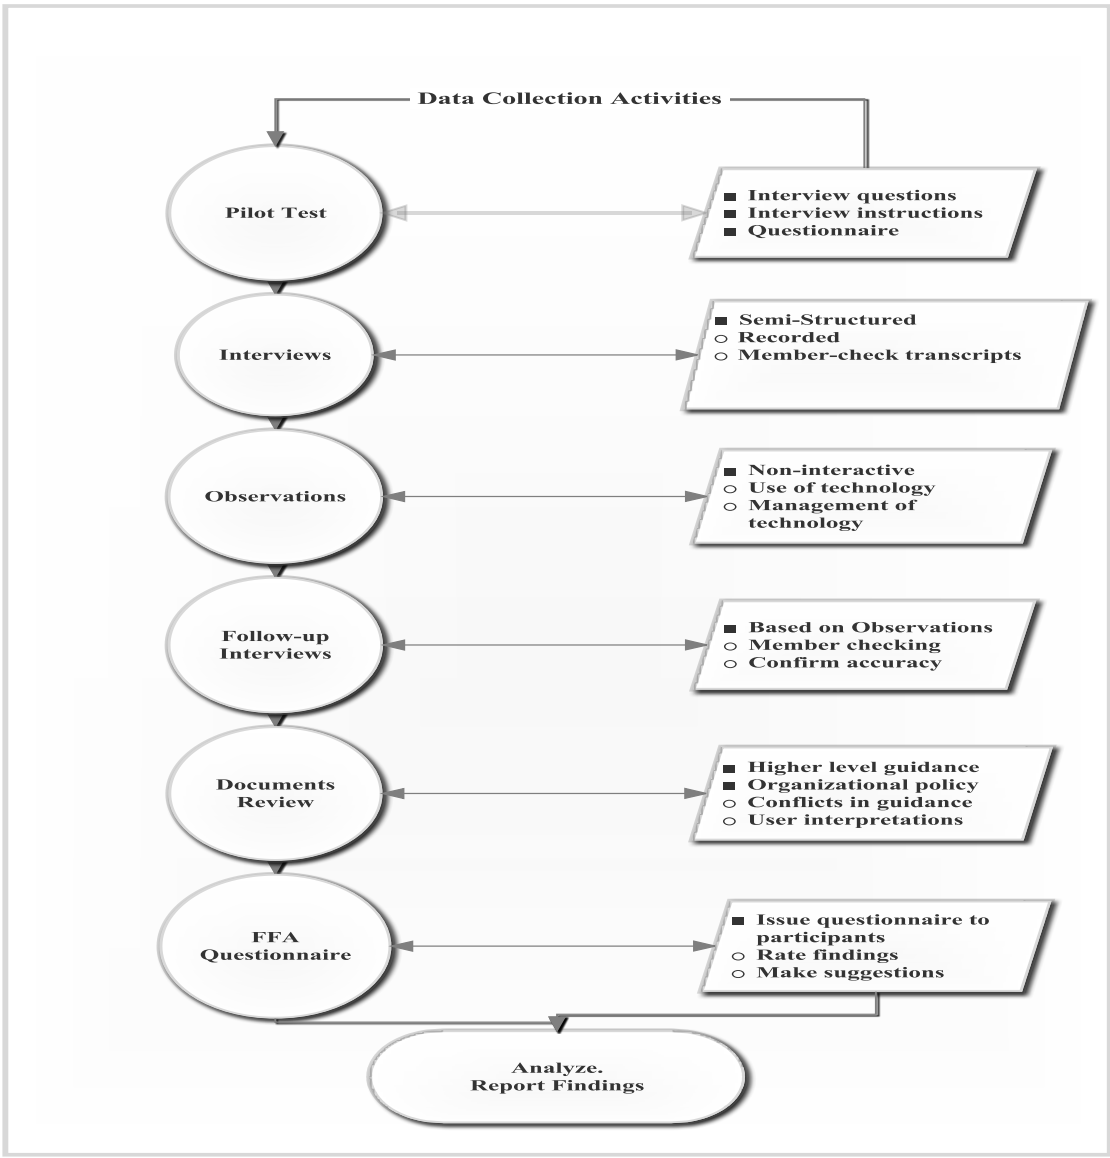 Data Collection Activities
Pilot Test
■ Interview questions
■ Interview instructions
■ Questionnaire
Interviews
■ Semi-Structured
○ Recorded
○ Member-check transcripts
Observations
■ Non-interactive
○ Use of technology
○ Management of
technology
Follow-up
Interviews
■ Based on Observations
○ Member checking
○ Confirm accuracy
Documents
Review
■ Higher level guidance
■ Organizational policy
○ Conflicts in guidance
○ User interpretations
FFA
Questionnaire
■ Issue questionnaire to
participants
○ Rate findings
○ Make suggestions
Analyze.
Report Findings